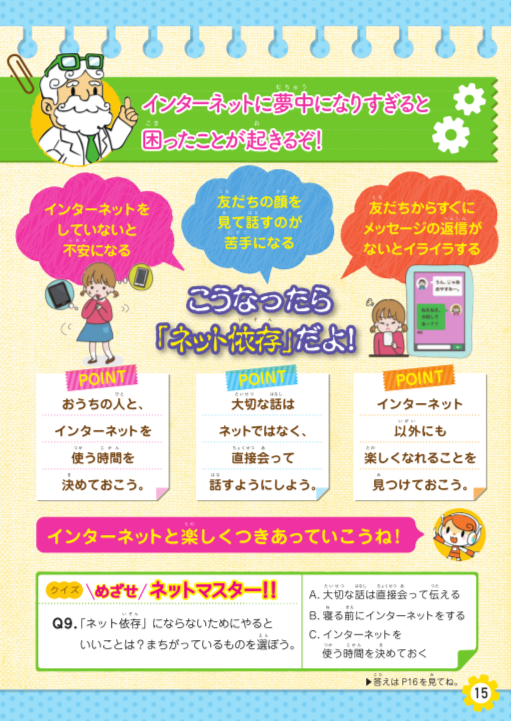 インターネットに夢中になりすぎると
困ったことが起きるぞ!
インターネットを
していないと
不安になる
友だちの顔を
見て話すのが
苦手になる
友だちからすぐに
メッセージの返信が
ないとイライラする
こうなったら
「ネット依存」だよ!
POINT
おうちの人と、
インターネットを
使う時間を
決めておこう。
POINT
大切な話は
ネットではなく、
直接会って
話すようにしよう。
POINT
インターネット
以外にも
楽しくなれることを
見つけておこう。
インターネットと楽しくつきあっていこうね!
クイズ \めざせ/ ネットマスター!!
Q9.「ネット依存」にならないためにやると
いいことは?まちがっているものを選ぼう。
A. 大切な話は直接会って伝える
B. 寝る前にインターネットをする
C. インターネットを
使う時間を決めておく
▶答えはP16を見てね。
15